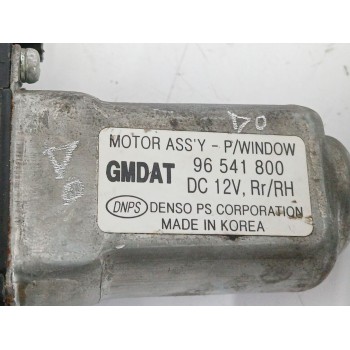 MOTOR ASS'Y - P/WINDOW
GMDAT 96 541 800
DC 12V, Rr/RH
DNPS DENSO PS CORPORATION
MADE IN KOREA